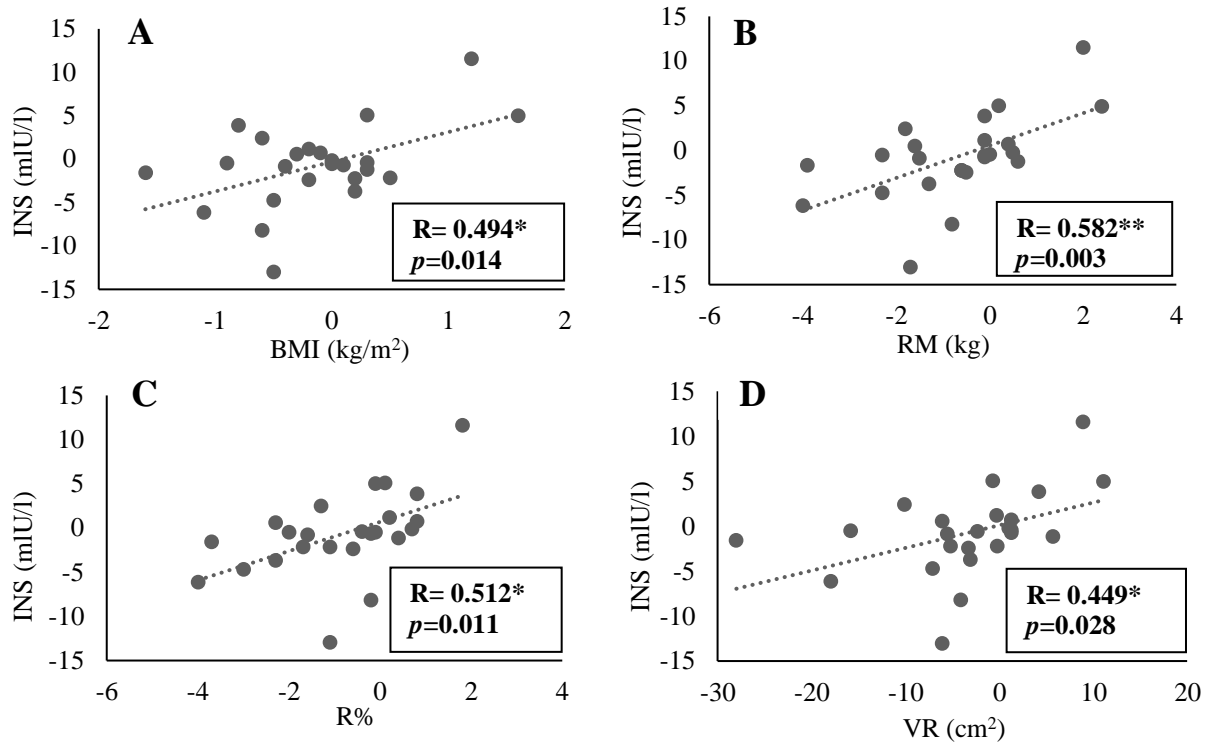 A
15
10
5
0
-5
-10
-15
INS (mIU/l)
R= 0.494*
p=0.014
-2
-1
0
1
2
BMI (kg/m²)
B
15
10
5
0
-5
-10
-15
INS (mIU/l)
R= 0.582**
p=0.003
-6
-4
-2
0
2
4
RM (kg)
C
15
10
5
0
-5
-10
-15
INS (mIU/l)
R= 0.512*
p=0.011
-6
-4
-2
0
2
4
R%
D
15
10
5
0
-5
-10
-15
INS (mIU/l)
R= 0.449*
p=0.028
-30
-20
-10
0
10
20
VR (cm²)